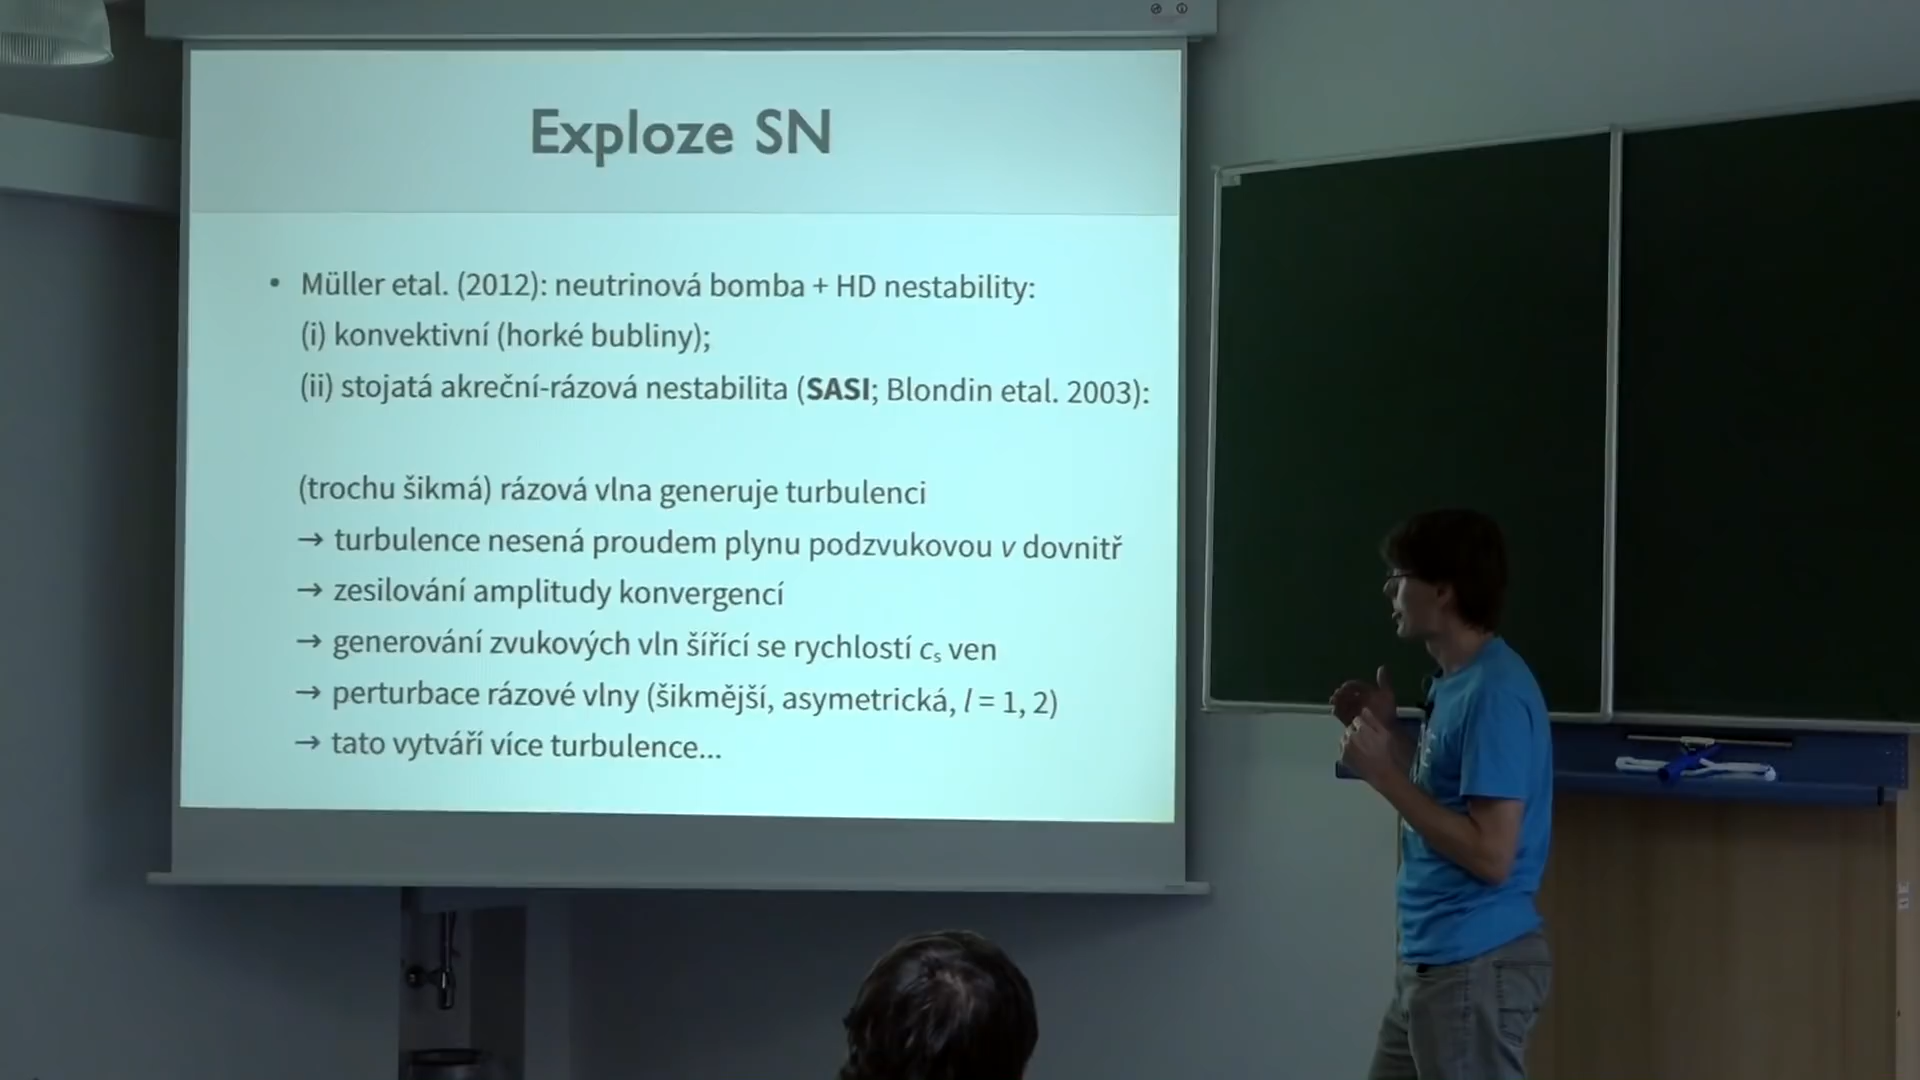 Exploze SN
• Müller etal. (2012): neutrinová bomba + HD nestability:
(i) konvektivní (horké bubliny);
(ii) stojatá akreční-rázová nestabilita (SASI; Blondin etal. 2003):
(trochu šikmá) rázová vlna generuje turbulenci
→ turbulence nesená proudem plynu podzvukovou v dovnitř
→ zesilování amplitudy konvergencí
→ generování zvukových vln šířící se rychlostí cₛ ven
→ perturbace rázové vlny (šikmější, asymetrická, l = 1, 2)
→ tato vytváří více turbulence...